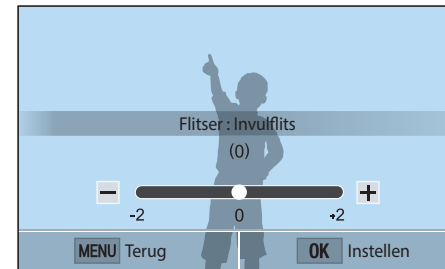 Flitser : Invulflits
(0)
-2 0 +2
MENU Terug OK Instellen